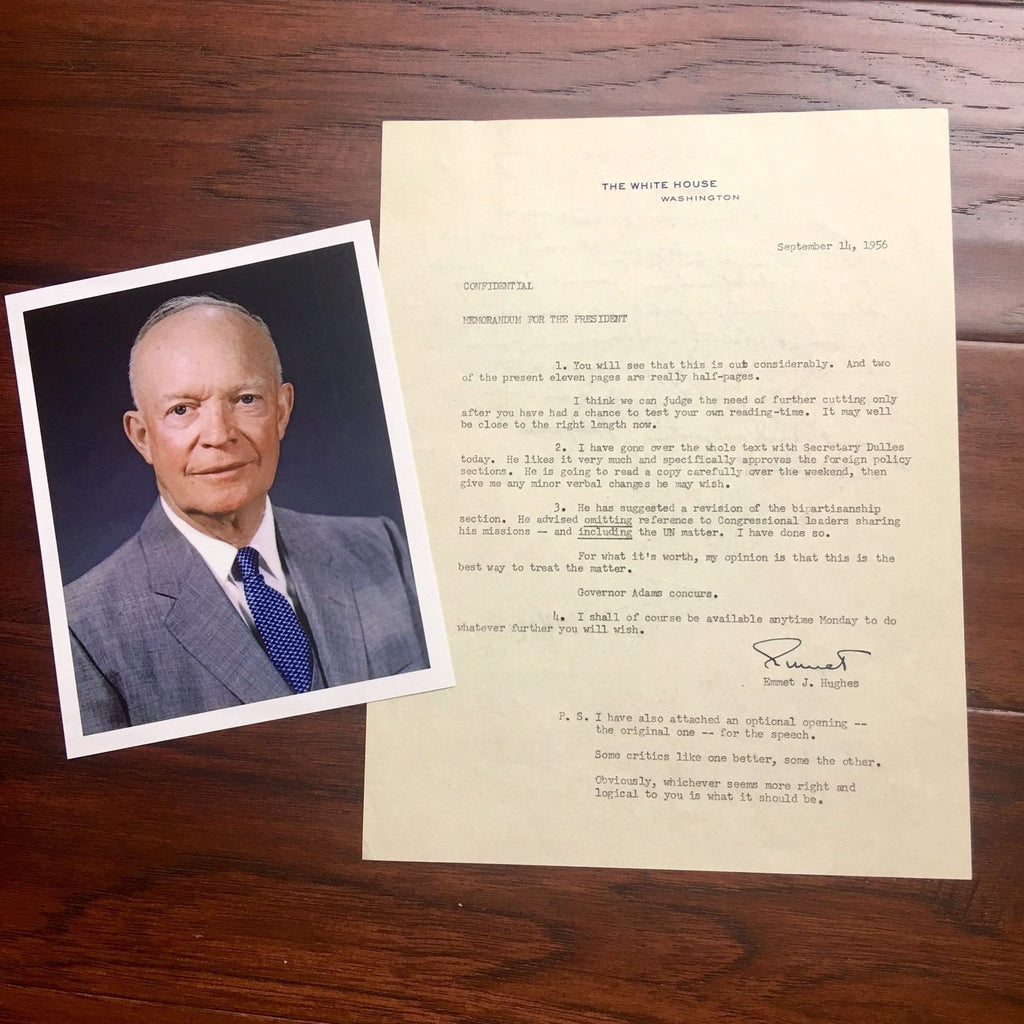 THE WHITE HOUSE
WASHINGTON
September 14, 1956
CONFIDENTIAL
MEMORANDUM FOR THE PRESIDENT
1. You will see that this is cut considerably. And two
of the present eleven pages are really half-pages.
I think we can judge the need of further cutting only
after you have had a chance to test your own reading-time. It may well
be close to the right length now.
2. I have gone over the whole text with Secretary Dulles
today. He likes it very much and specifically approves the foreign policy
sections. He is going to read a copy carefully over the weekend, then
give me any minor verbal changes he may wish.
3. He has suggested a revision of the bipartisanship
section. He advised omitting reference to Congressional leaders sharing
his missions -- and including the UN matter. I have done so.
For what it's worth, my opinion is that this is the
best way to treat the matter.
Governor Adams concurs.
4. I shall of course be available anytime Monday to do
whatever further you will wish.
Emmet
Emmet J. Hughes
P. S. I have also attached an optional opening --
the original one -- for the speech.
Some critics like one better, some the other.
Obviously, whichever seems more right and
logical to you is what it should be.